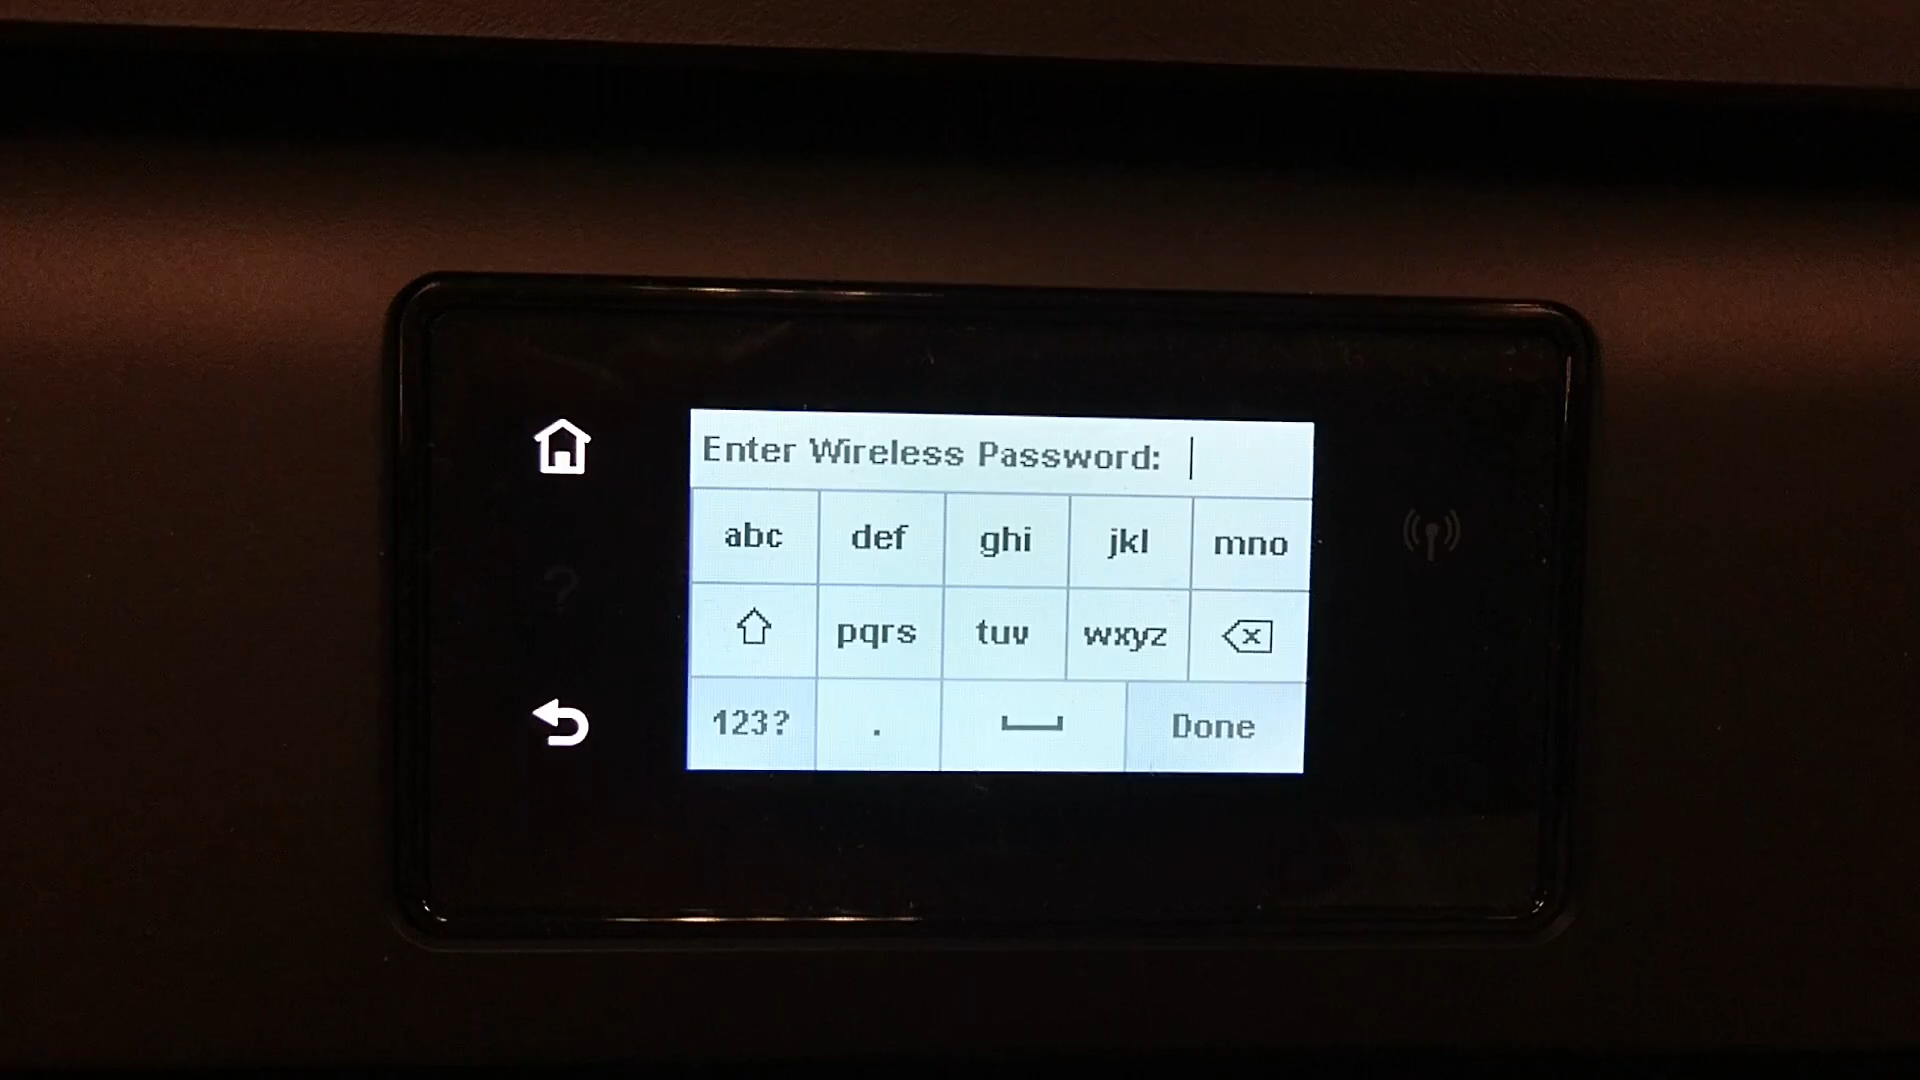 Enter Wireless Password:
abc def ghi jkl mno
pqrs tuv wxyz
?
123? . Done